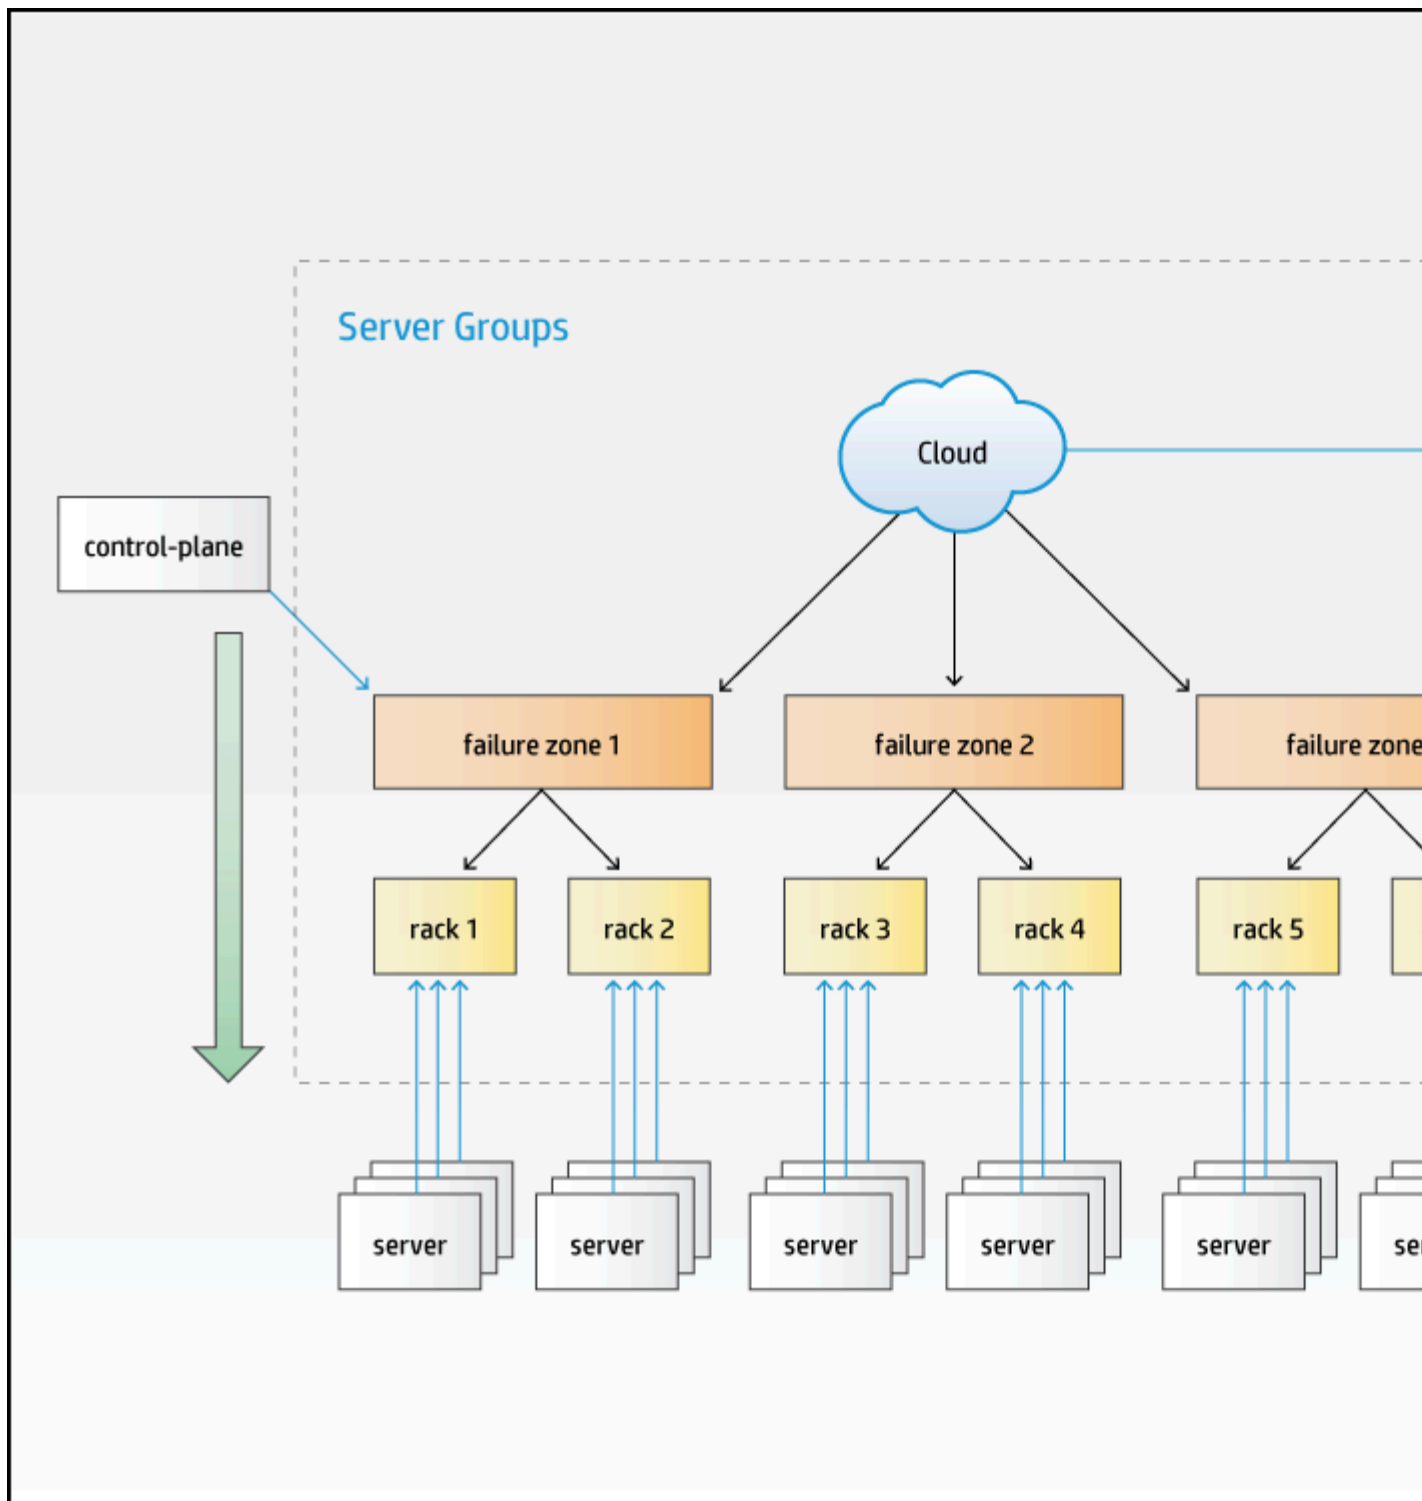 Server Groups
Cloud
control-plane
failure zone 1
failure zone 2
failure zone
rack 1
rack 2
rack 3
rack 4
rack 5
server
server
server
server
server